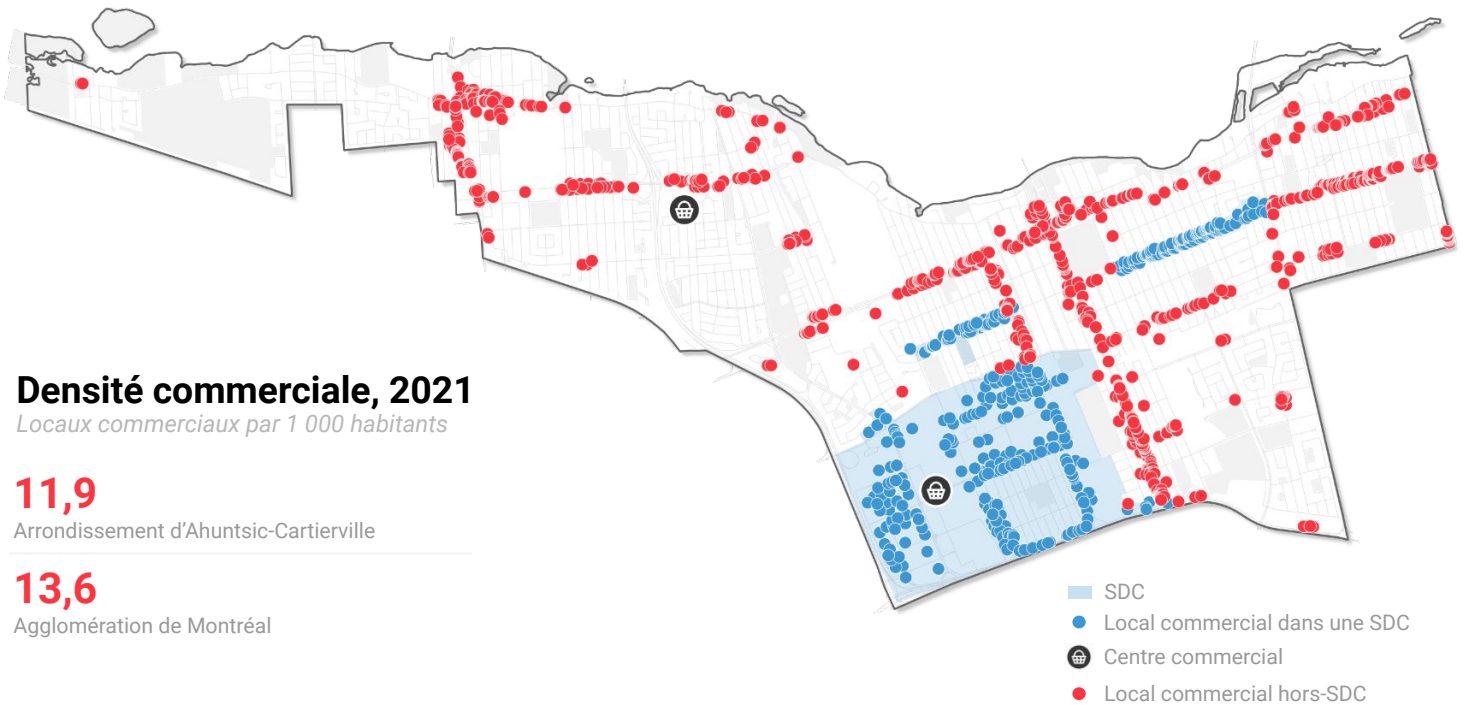 Densité commerciale, 2021
Locaux commerciaux par 1 000 habitants
11,9
Arrondissement d'Ahuntsic-Cartierville
13,6
Agglomération de Montréal
SDC
Local commercial dans une SDC
Centre commercial
Local commercial hors-SDC